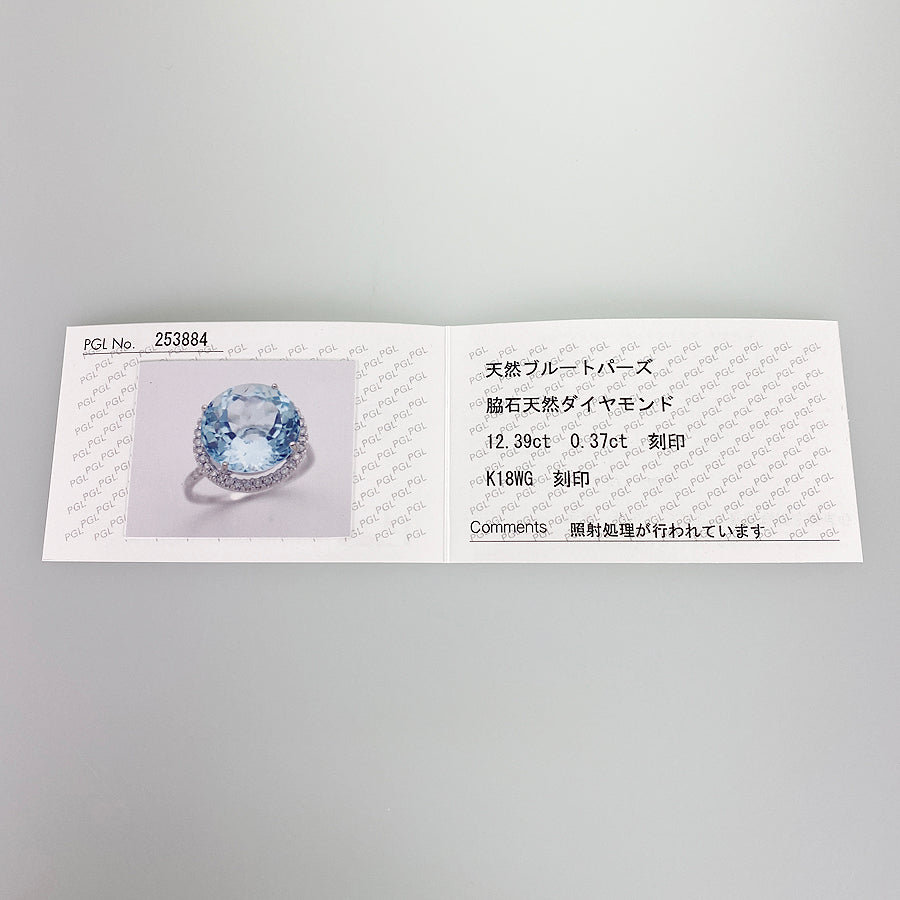 PGL No. 253884
天然ブルートパーズ
脇石天然ダイヤモンド
12.39ct 0.37ct 刻印
K18WG 刻印
Comments 照射処理が行われています